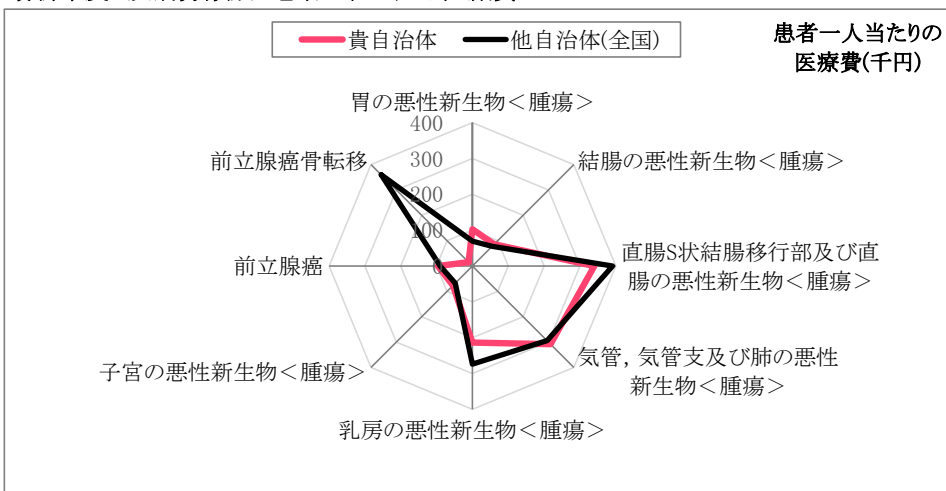 貴自治体
他自治体(全国)
患者一人当たりの
医療費(千円)
胃の悪性新生物＜腫瘍＞
400
前立腺癌骨転移
結腸の悪性新生物＜腫瘍＞
300
200
100
直腸S状結腸移行部及び直
腸の悪性新生物＜腫瘍＞
前立腺癌
0
気管，気管支及び肺の悪性
新生物＜腫瘍＞
子宮の悪性新生物＜腫瘍＞
乳房の悪性新生物＜腫瘍＞